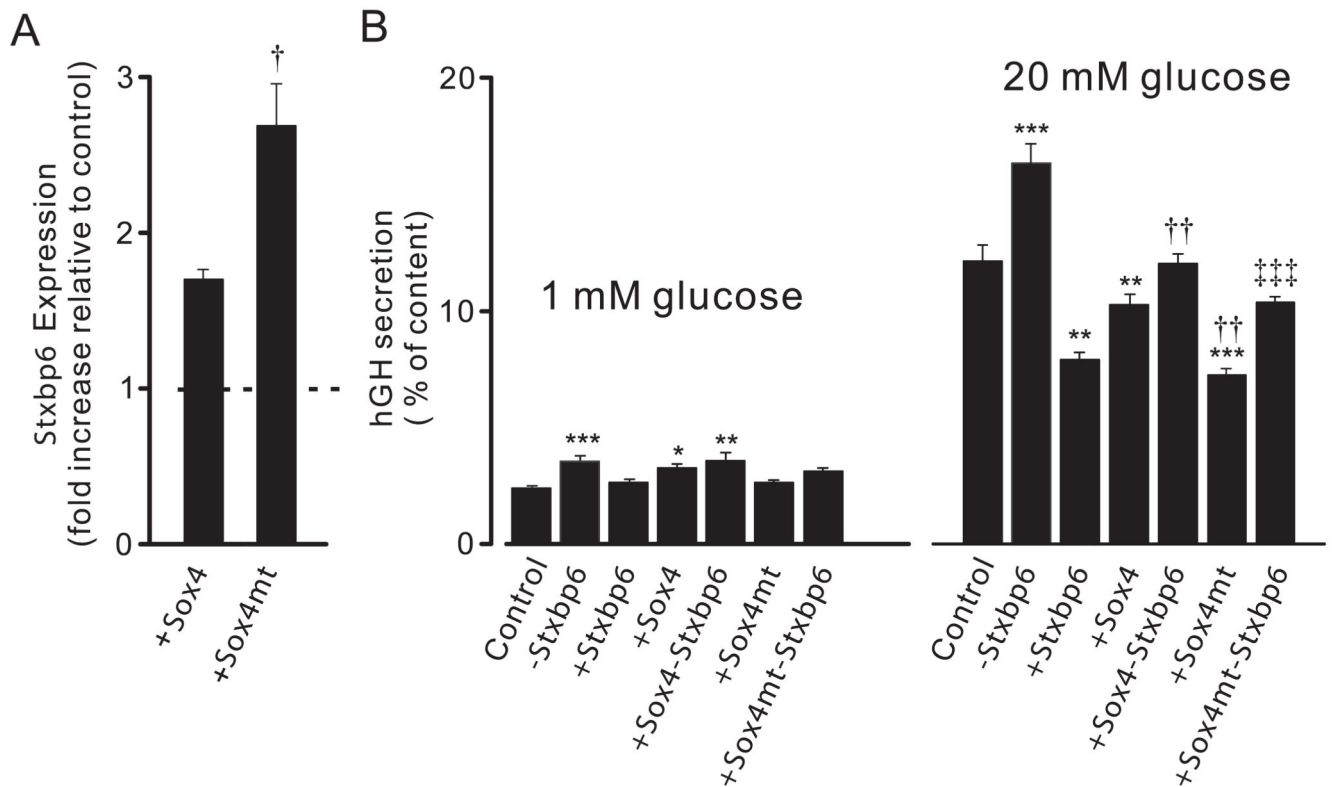 A
Stxbp6 Expression
(fold increase relative to control)
3
2
1
0
†
+Sox4
+Sox4mt
B
hGH secretion
( % of content)
20
10
0
1 mM glucose
***
*
**
Control
-Stxbp6
+Stxbp6
+Sox4
+Sox4-Stxbp6
+Sox4mt
+Sox4mt-Stxbp6
20 mM glucose
***
**
**
††
††
***
‡‡‡
Control
-Stxbp6
+Stxbp6
+Sox4
+Sox4-Stxbp6
+Sox4mt
+Sox4mt-Stxbp6